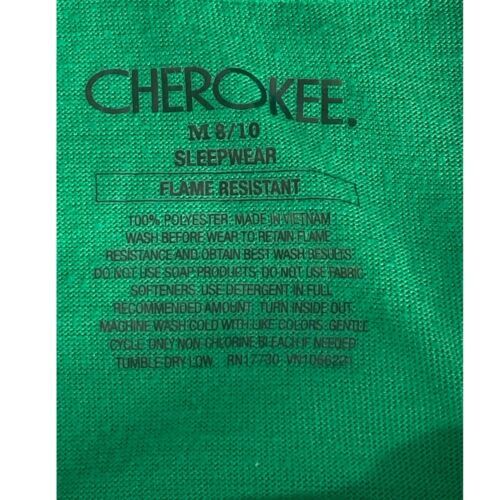 CHEROKEE.
M 8/10
SLEEPWEAR
FLAME RESISTANT
100% POLYESTER MADE IN VIETNAM
WASH BEFORE WEAR TO RETAIN FLAME
RESISTANCE AND OBTAIN BEST WASH RESULTS
DO NOT USE SOAP PRODUCTS. DO NOT USE FABRIC
SOFTENERS. USE DETERGENT IN FULL
RECOMMENDED AMOUNT. TURN INSIDE OUT.
MACHINE WASH COLD WITH LIKE COLORS. GENTLE
CYCLE. ONLY NON CHLORINE BLEACH IF NEEDED.
TUMBLE DRY LOW. RN17730